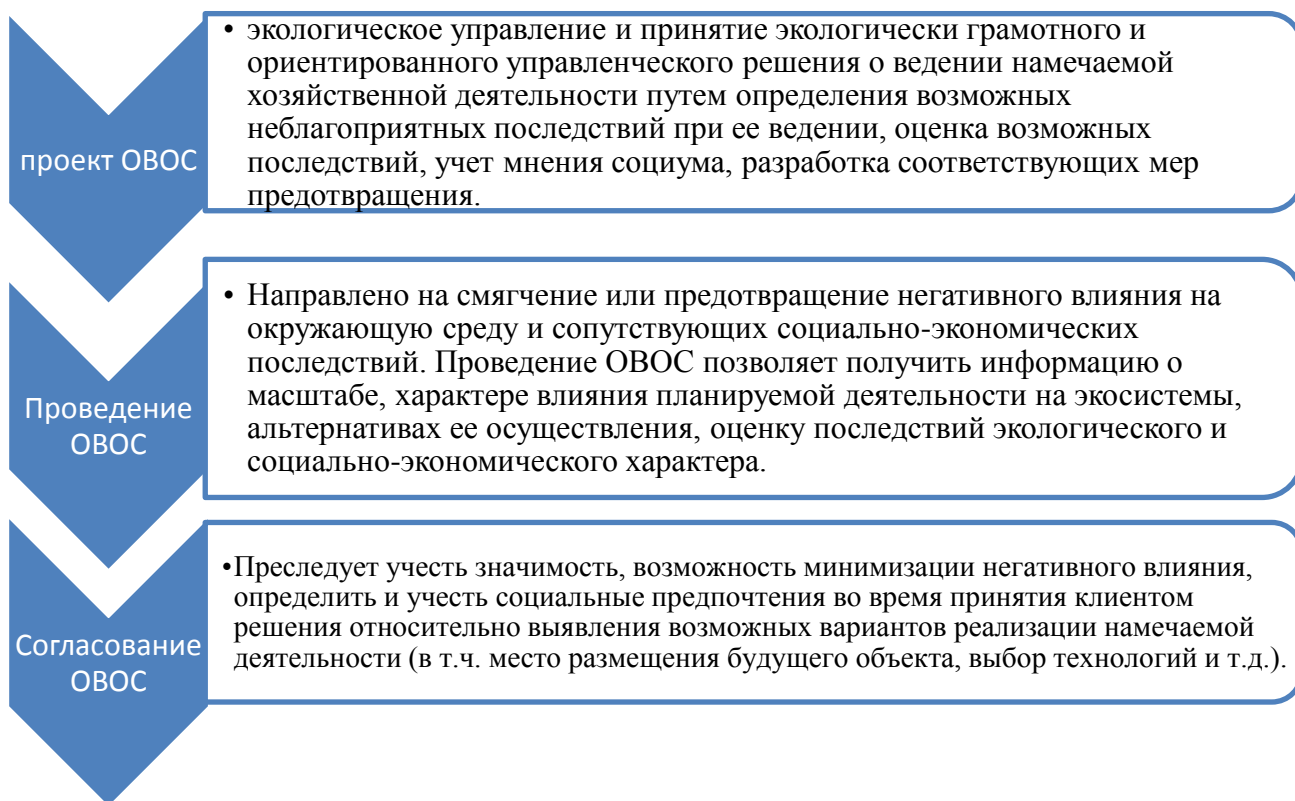 проект ОВОС
• экологическое управление и принятие экологически грамотного и
ориентированного управленческого решения о ведении намечаемой
хозяйственной деятельности путем определения возможных
неблагоприятных последствий при ее ведении, оценка возможных
последствий, учет мнения социума, разработка соответствующих мер
предотвращения.
Проведение
ОВОС
• Направлено на смягчение или предотвращение негативного влияния на
окружающую среду и сопутствующих социально-экономических
последствий. Проведение ОВОС позволяет получить информацию о
масштабе, характере влияния планируемой деятельности на экосистемы,
альтернативах ее осуществления, оценку последствий экологического и
социально-экономического характера.
Согласование
ОВОС
•Преследует учесть значимость, возможность минимизации негативного влияния,
определить и учесть социальные предпочтения во время принятия клиентом
решения относительно выявления возможных вариантов реализации намечаемой
деятельности (в т.ч. место размещения будущего объекта, выбор технологий и т.д.).